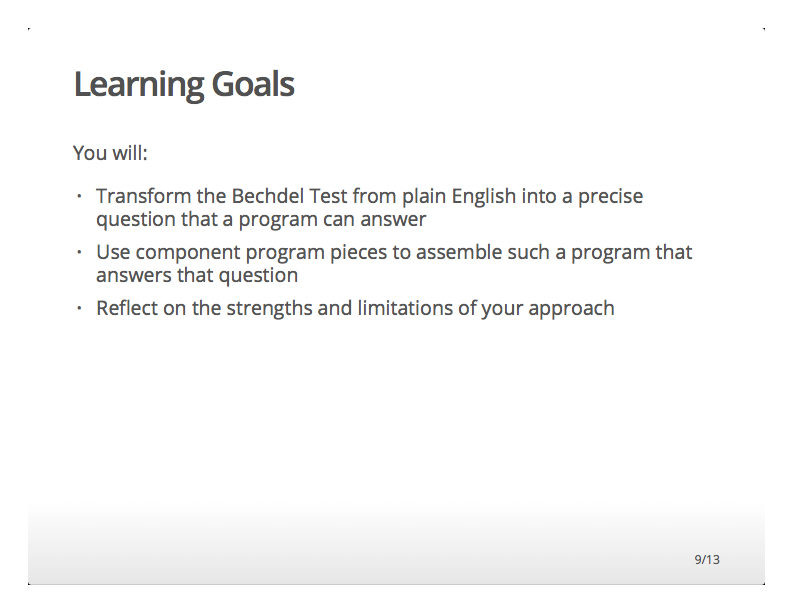 Learning Goals
You will:
• Transform the Bechdel Test from plain English into a precise
question that a program can answer
• Use component program pieces to assemble such a program that
answers that question
• Reflect on the strengths and limitations of your approach
9/13